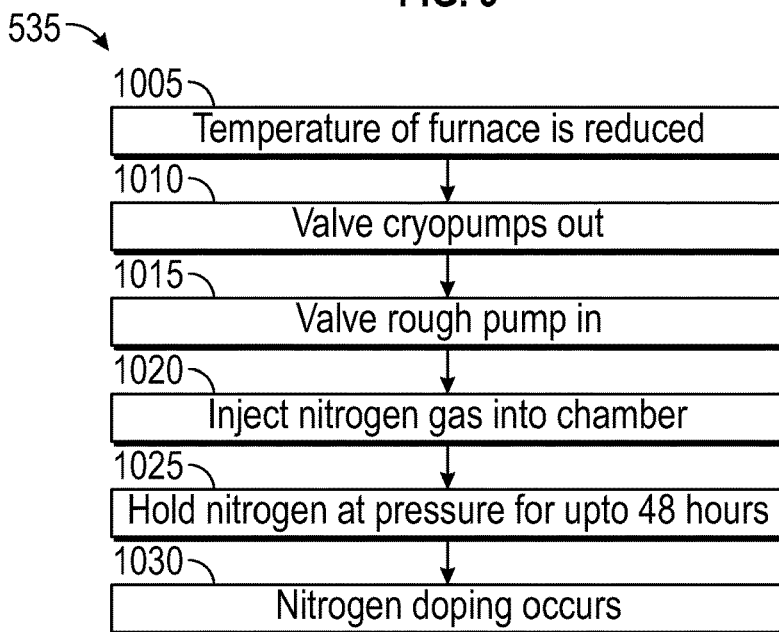 535
1005
Temperature of furnace is reduced
1010
Valve cryopumps out
1015
Valve rough pump in
1020
Inject nitrogen gas into chamber
1025
Hold nitrogen at pressure for upto 48 hours
1030
Nitrogen doping occurs